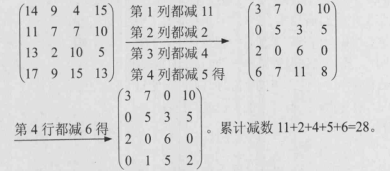 14 9 4 15 第 1 列都减 11 3 7 0 10
11 7 7 10 第 2 列都减 2 0 5 3 5
13 2 10 5 第 3 列都减 4 2 0 6 0
17 9 15 13 第 4 列都减 5 得 6 7 11 8
3 7 0 10
0 5 3 5
第 4 行都减 6 得 2 0 6 0 。累计减数 11+2+4+5+6=28。
0 1 5 2